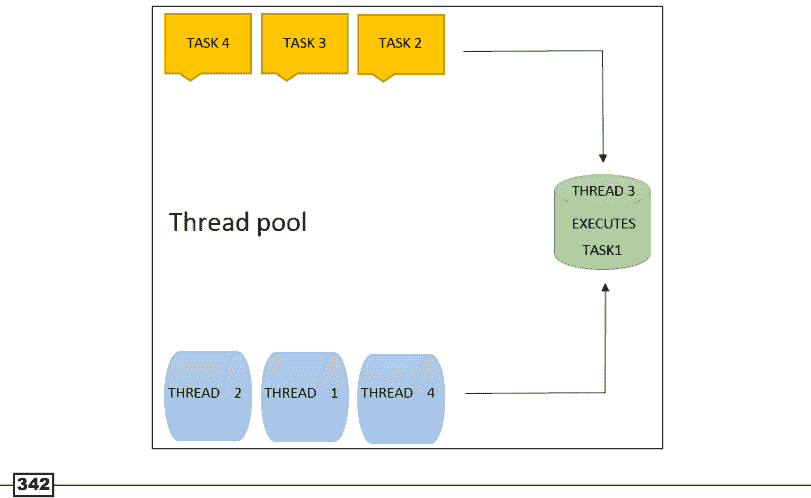 TASK 4 TASK 3 TASK 2
THREAD 3
EXECUTES
TASK1
Thread pool
THREAD 2 THREAD 1 THREAD 4
342